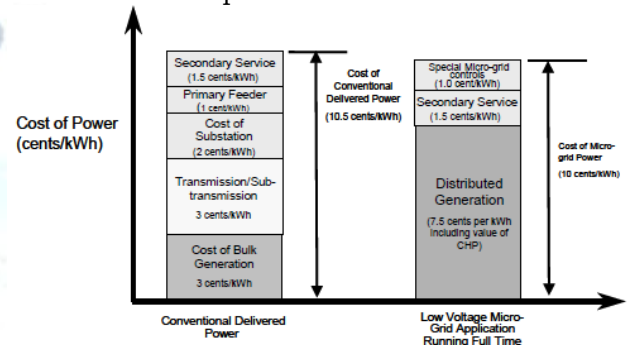 Cost of Power
(cents/kWh)
Secondary Service
(1.5 cents/kWh)
Primary Feeder
(1 cent/kWh)
Cost of
Substation
(2 cents/kWh)
Transmission/Sub-
transmission
3 cents/kWh
Cost of Bulk
Generation
3 cents/kWh
Cost of
Conventional
Delivered Power
(10.5 cents/kWh)
Special Micro-grid
controls
(1.0 cent/kWh)
Secondary Service
(1.5 cents/kWh)
Distributed
Generation
(7.5 cents per kWh
including value of
CHP)
Cost of Micro-
grid Power
(10 cents/kWh)
Conventional Delivered
Power
Low Voltage Micro-
Grid Application
Running Full Time